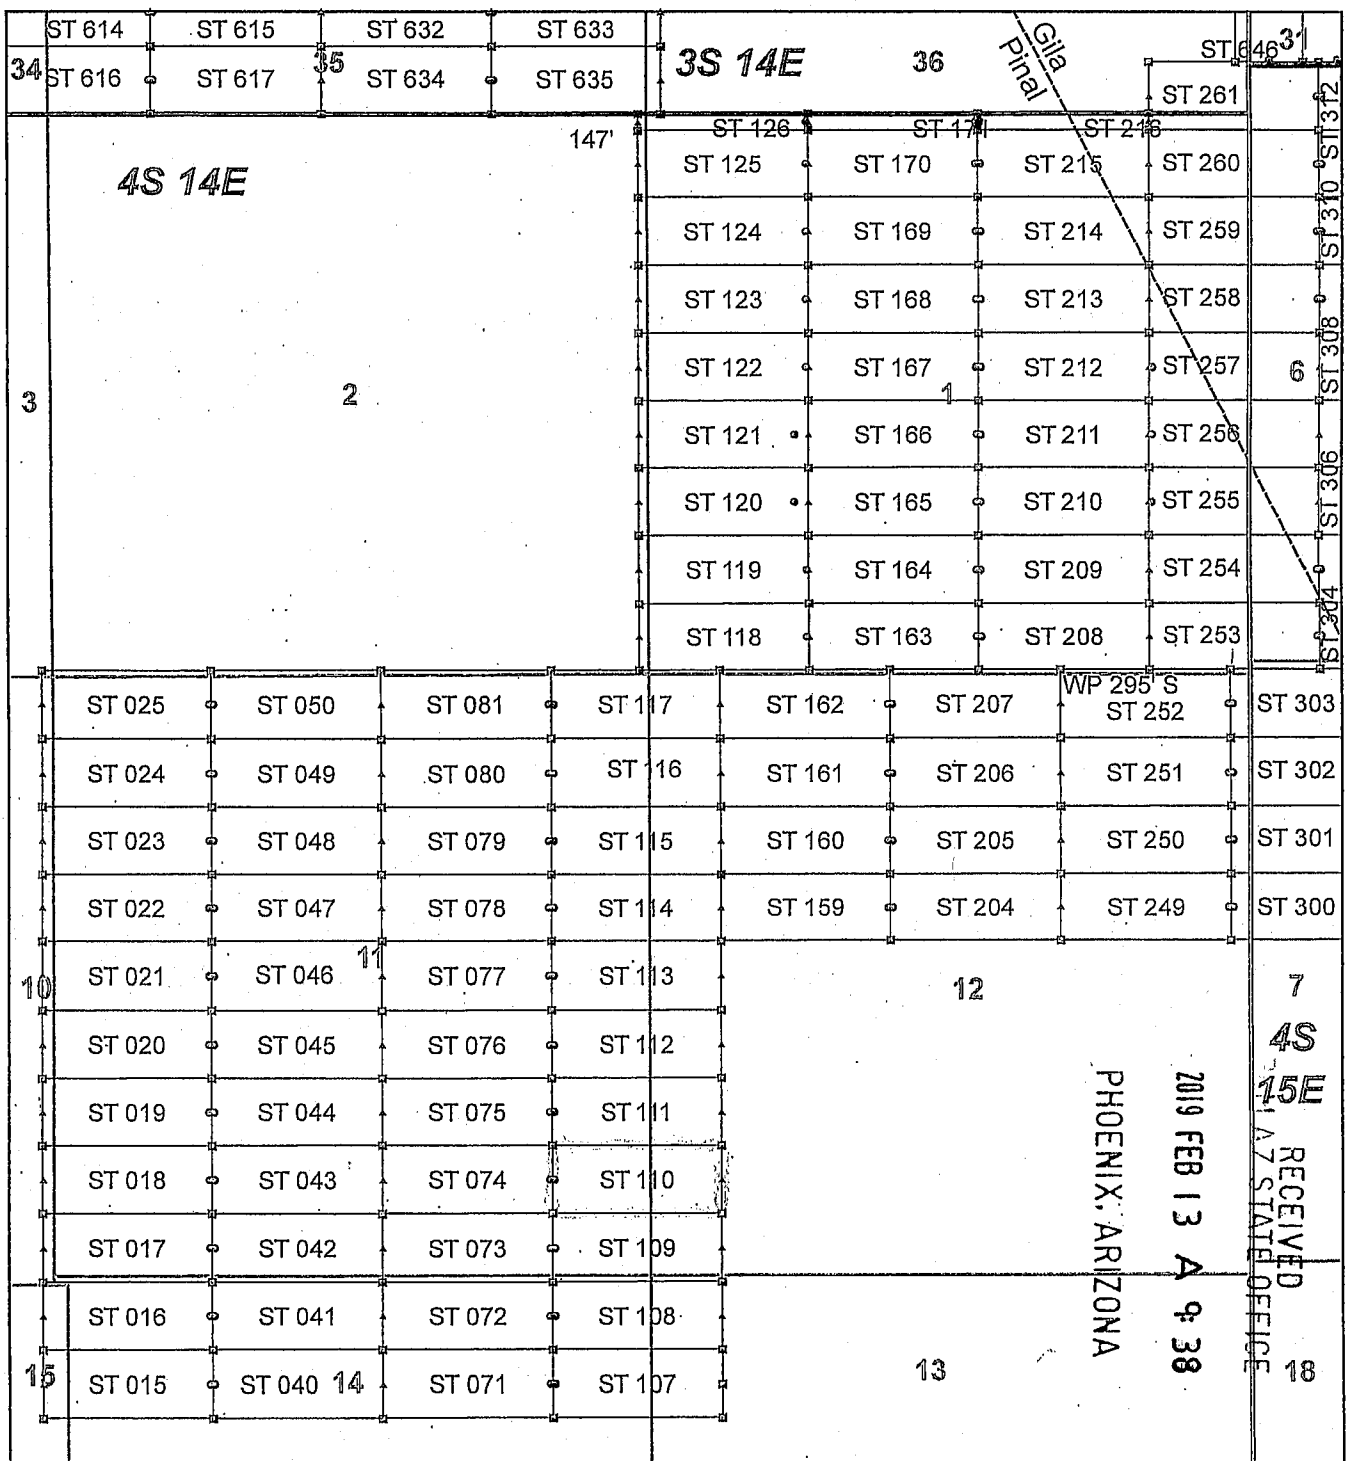 ST 614 ST 615 ST 632 ST 633
34 ST 616 ST 617 35 ST 634 ST 635 3S 14E 36 Gila Pinal ST 646 31
ST 261 ST 312
147' ST 126 ST 171 ST 216
4S 14E ST 125 ST 170 ST 215 ST 260 ST 310
ST 124 ST 169 ST 214 ST 259
ST 123 ST 168 ST 213 ST 258
ST 122 ST 167 ST 212 ST 257 ST 308
3 2 1 6
ST 121 ST 166 ST 211 ST 256
ST 120 ST 165 ST 210 ST 255 ST 306
ST 119 ST 164 ST 209 ST 254
ST 118 ST 163 ST 208 ST 253 ST 304
WP 295' S
ST 025 ST 050 ST 081 ST 117 ST 162 ST 207 ST 252 ST 303
ST 024 ST 049 ST 080 ST 116 ST 161 ST 206 ST 251 ST 302
ST 023 ST 048 ST 079 ST 115 ST 160 ST 205 ST 250 ST 301
ST 022 ST 047 ST 078 ST 114 ST 159 ST 204 ST 249 ST 300
10 ST 021 ST 046 11 ST 077 ST 113 12 7
ST 020 ST 045 ST 076 ST 112 4S
ST 019 ST 044 ST 075 ST 111 15E
ST 018 ST 043 ST 074 ST 110
ST 017 ST 042 ST 073 ST 109
ST 016 ST 041 ST 072 ST 108
15 ST 015 ST 040 14 ST 071 ST 107 13 18
RECEIVED
AZ STATE OFFICE
2019 FEB 13 A 9:38
PHOENIX, ARIZONA